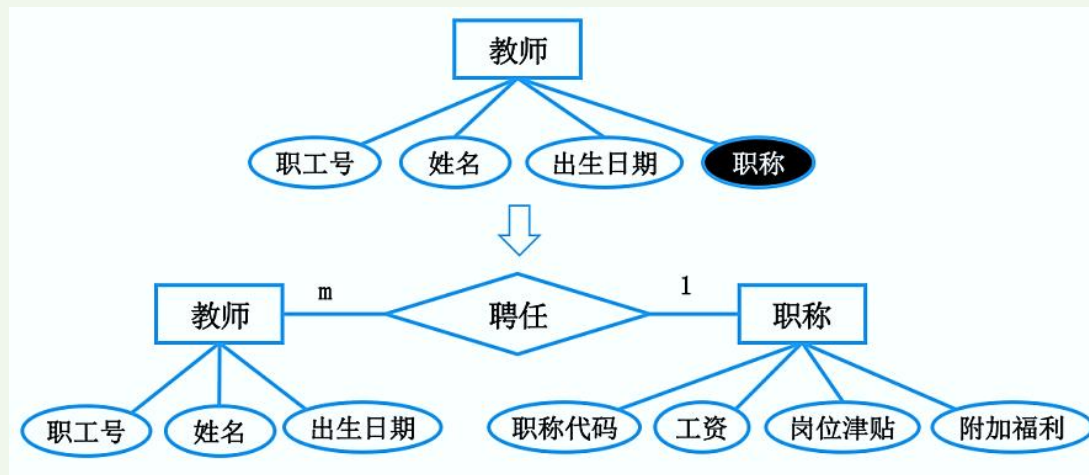 教师
职工号 姓名 出生日期 职称
教师 m 聘任 1 职称
职工号 姓名 出生日期 职称代码 工资 岗位津贴 附加福利